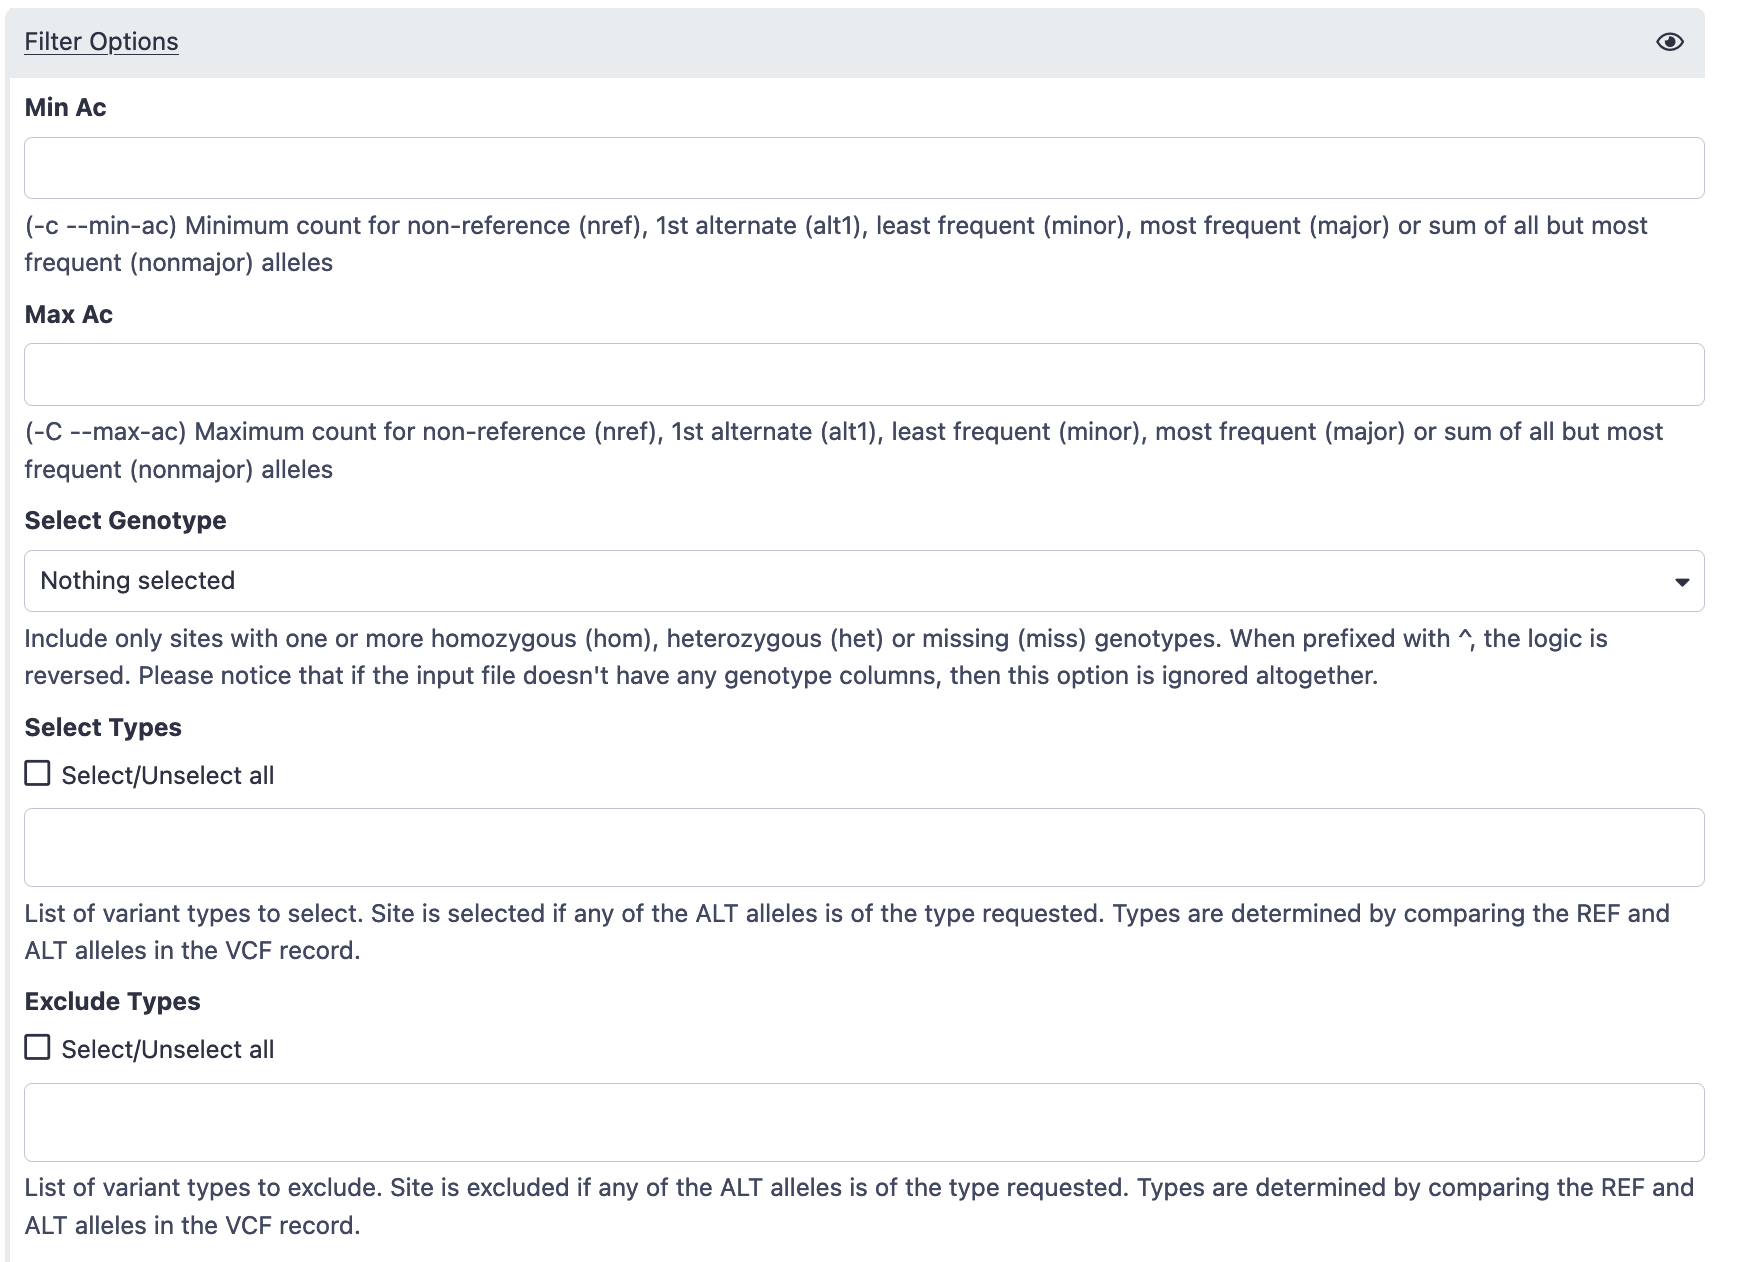 Filter Options
Min Ac
(-c --min-ac) Minimum count for non-reference (nref), 1st alternate (alt1), least frequent (minor), most frequent (major) or sum of all but most
frequent (nonmajor) alleles
Max Ac
(-C --max-ac) Maximum count for non-reference (nref), 1st alternate (alt1), least frequent (minor), most frequent (major) or sum of all but most
frequent (nonmajor) alleles
Select Genotype
Nothing selected
Include only sites with one or more homozygous (hom), heterozygous (het) or missing (miss) genotypes. When prefixed with ^, the logic is
reversed. Please notice that if the input file doesn't have any genotype columns, then this option is ignored altogether.
Select Types
Select/Unselect all
List of variant types to select. Site is selected if any of the ALT alleles is of the type requested. Types are determined by comparing the REF and
ALT alleles in the VCF record.
Exclude Types
Select/Unselect all
List of variant types to exclude. Site is excluded if any of the ALT alleles is of the type requested. Types are determined by comparing the REF and
ALT alleles in the VCF record.